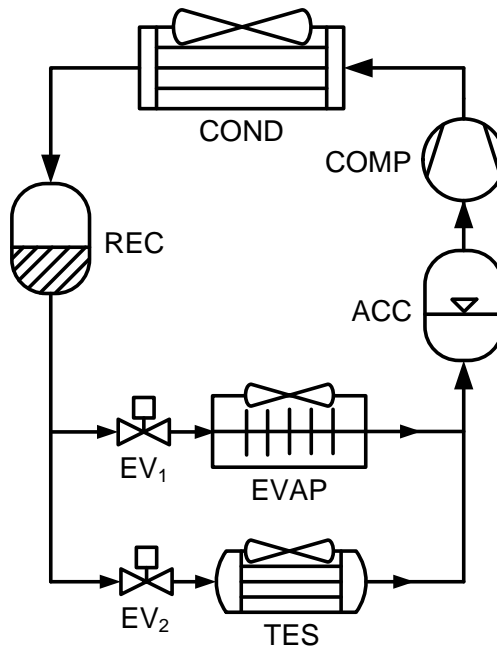 COND
COMP
REC
ACC
EV₁
EVAP
EV₂
TES